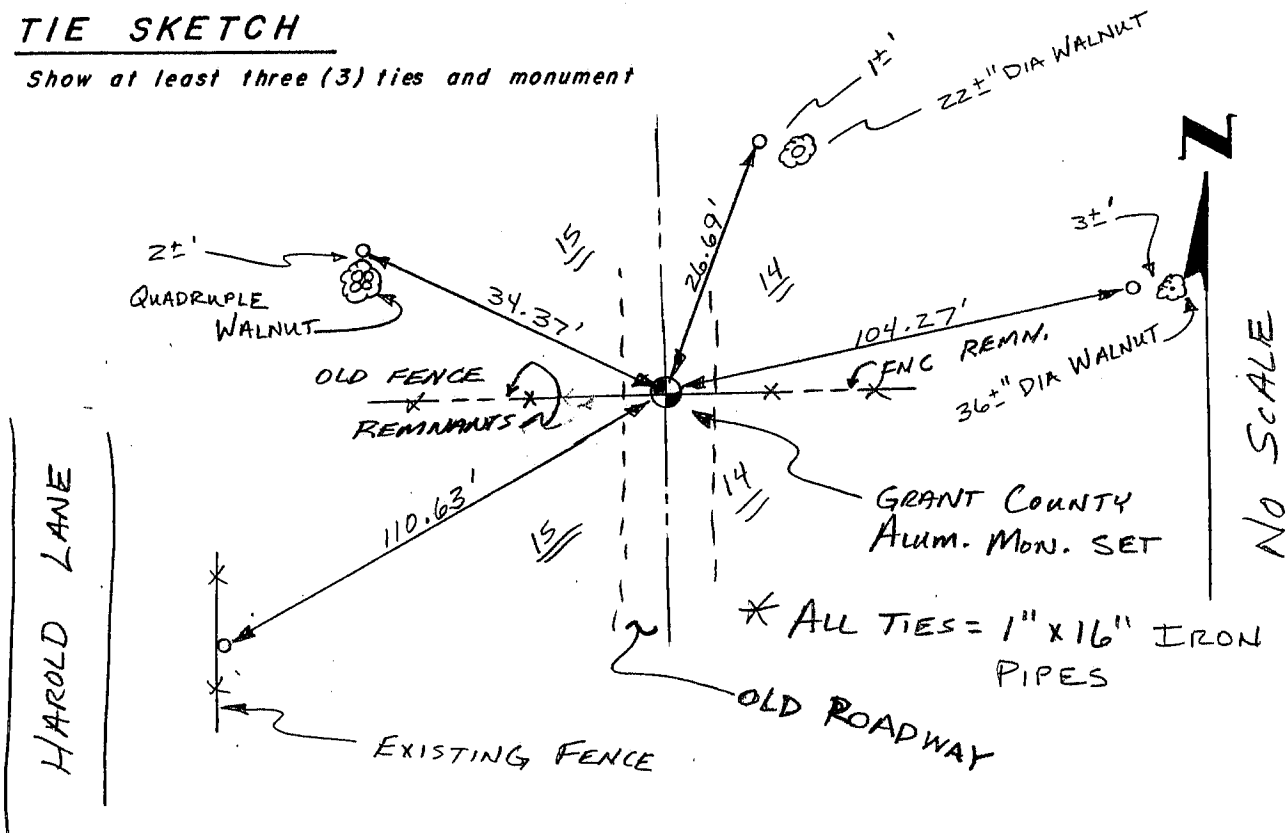 TIE SKETCH
Show at least three (3) ties and monument
1±'
22±" DIA WALNUT
N
2±'
QUADRUPLE
WALNUT
15
34.37'
26.69'
14
3±'
104.27'
36±" DIA WALNUT
OLD FENCE
REMNANTS
FNC REMN.
NO SCALE
HAROLD LANE
110.63'
15
14
GRANT COUNTY
ALUM. MON. SET
* ALL TIES = 1" x 16" IRON
PIPES
OLD ROADWAY
EXISTING FENCE